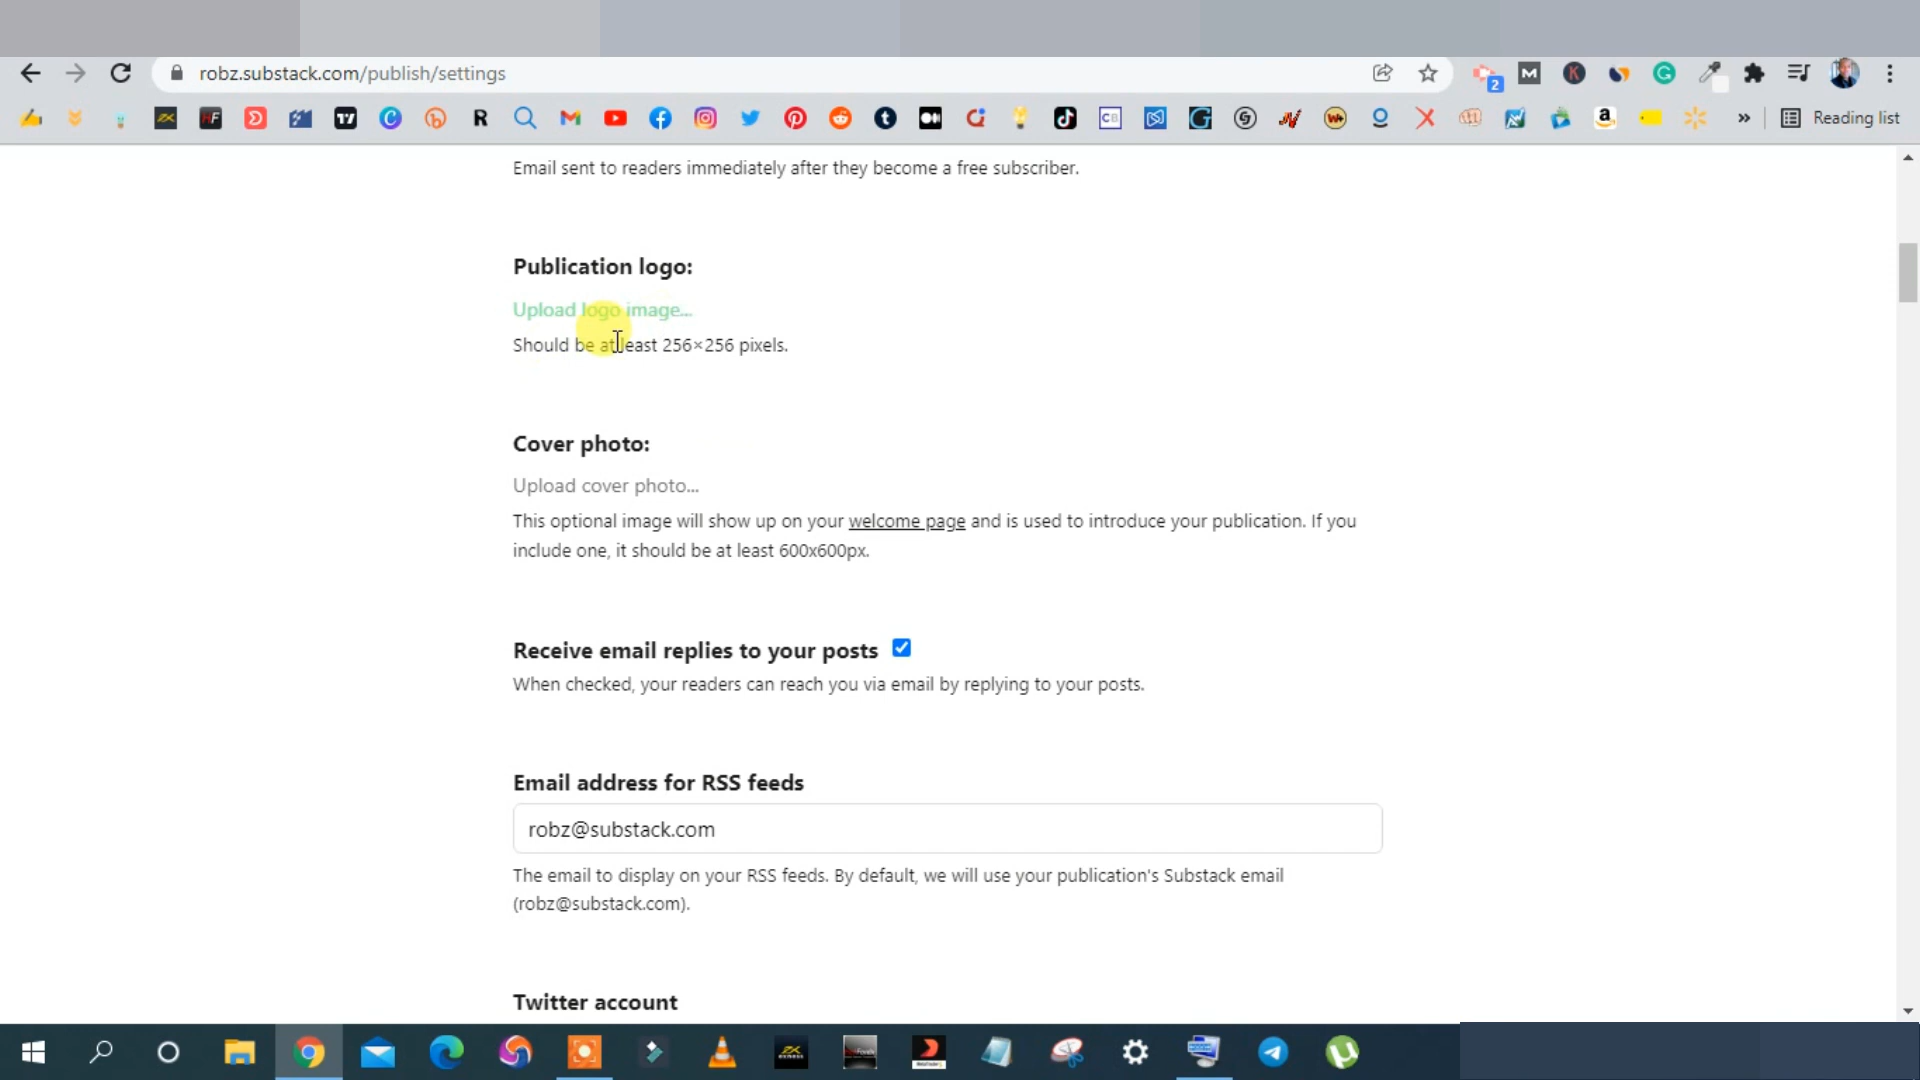 robz.substack.com/publish/settings
2
Reading list
Email sent to readers immediately after they become a free subscriber.
Publication logo:
Upload logo image...
Should be at least 256×256 pixels.
Cover photo:
Upload cover photo...
This optional image will show up on your welcome page and is used to introduce your publication. If you
include one, it should be at least 600x600px.
Receive email replies to your posts
When checked, your readers can reach you via email by replying to your posts.
Email address for RSS feeds
robz@substack.com
The email to display on your RSS feeds. By default, we will use your publication's Substack email
(robz@substack.com).
Twitter account